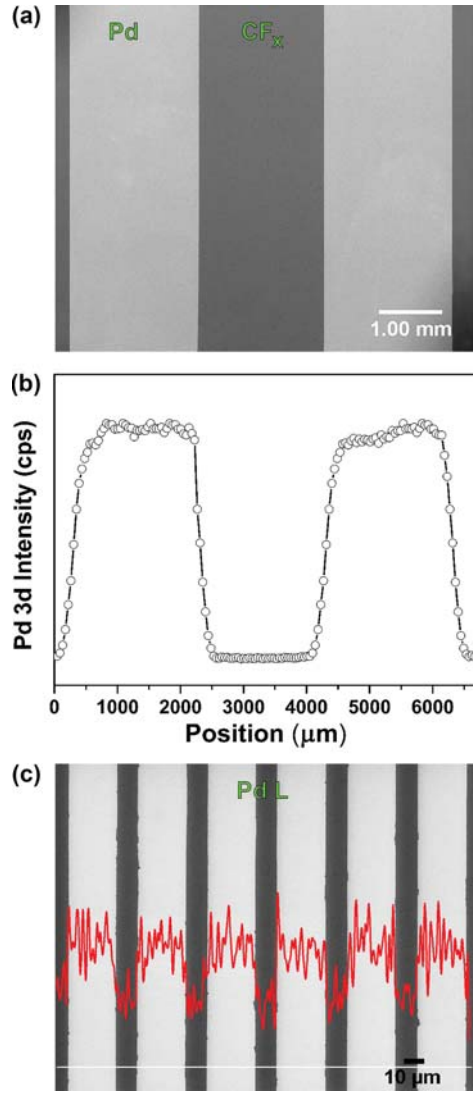 (a)
Pd
CFx
1.00 mm
(b)
Pd 3d Intensity (cps)
0
1000
2000
3000
4000
5000
6000
Position (μm)
(c)
Pd L
10 μm